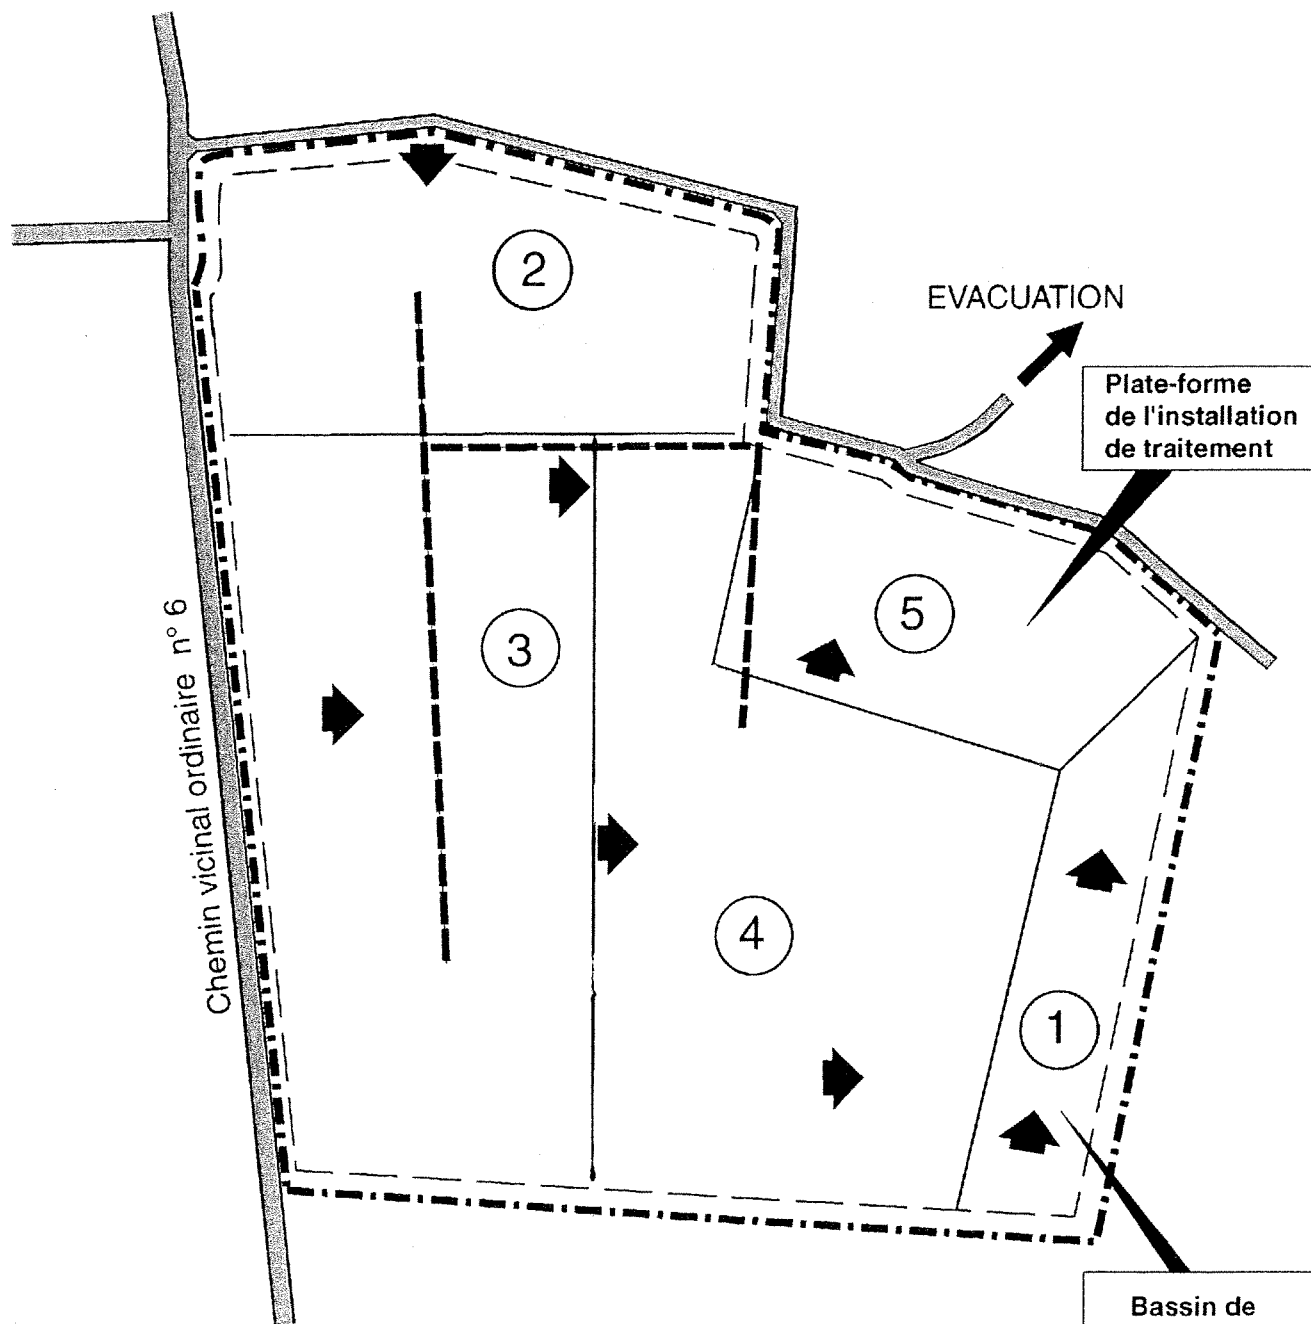 2
EVACUATION
Plate-forme
de l'installation
de traitement
5
3
Chemin vicinal ordinaire n° 6
4
1
Bassin de